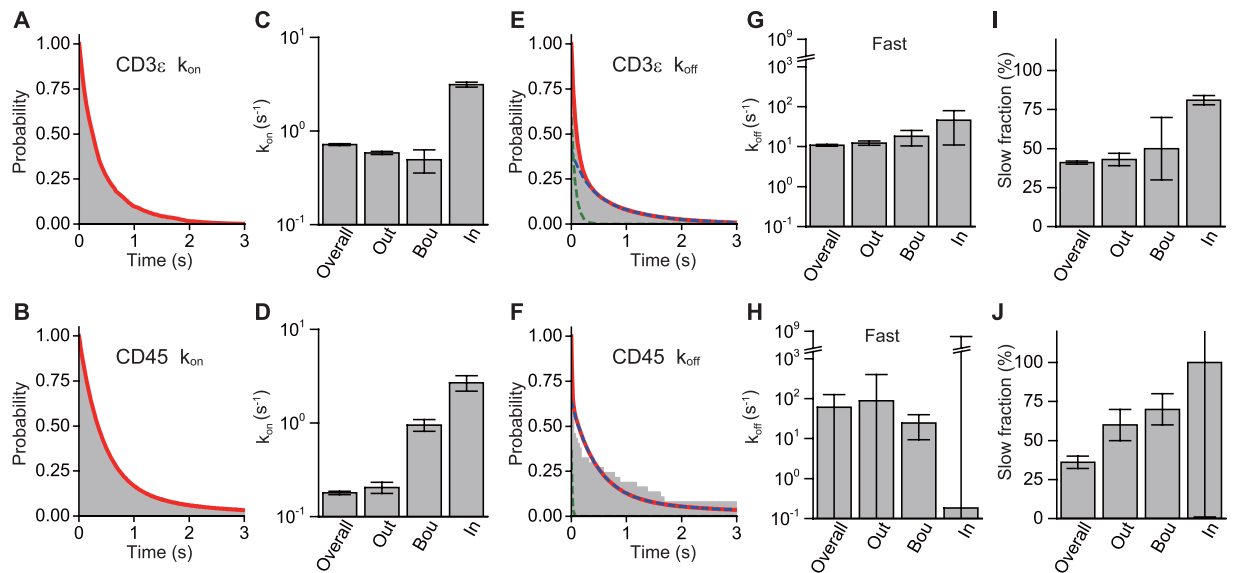 A
1.00
0.75
0.50
0.25
0.00
Probability
CD3ε kon
0 1 2 3
Time (s)
C
10¹
10⁰
10⁻¹
kon (s⁻¹)
Overall Out Bou In
E
1.00
0.75
0.50
0.25
0.00
Probability
CD3ε koff
0 1 2 3
Time (s)
G
Fast
10⁹
10³
10²
10¹
10⁰
10⁻¹
koff (s⁻¹)
Overall Out Bou In
I
100
75
50
25
0
Slow fraction (%)
Overall Out Bou In
B
1.00
0.75
0.50
0.25
0.00
Probability
CD45 kon
0 1 2 3
Time (s)
D
10¹
10⁰
10⁻¹
kon (s⁻¹)
Overall Out Bou In
F
1.00
0.75
0.50
0.25
0.00
Probability
CD45 koff
0 1 2 3
Time (s)
H
Fast
10⁹
10³
10²
10¹
10⁰
10⁻¹
koff (s⁻¹)
Overall Out Bou In
J
100
75
50
25
0
Slow fraction (%)
Overall Out Bou In